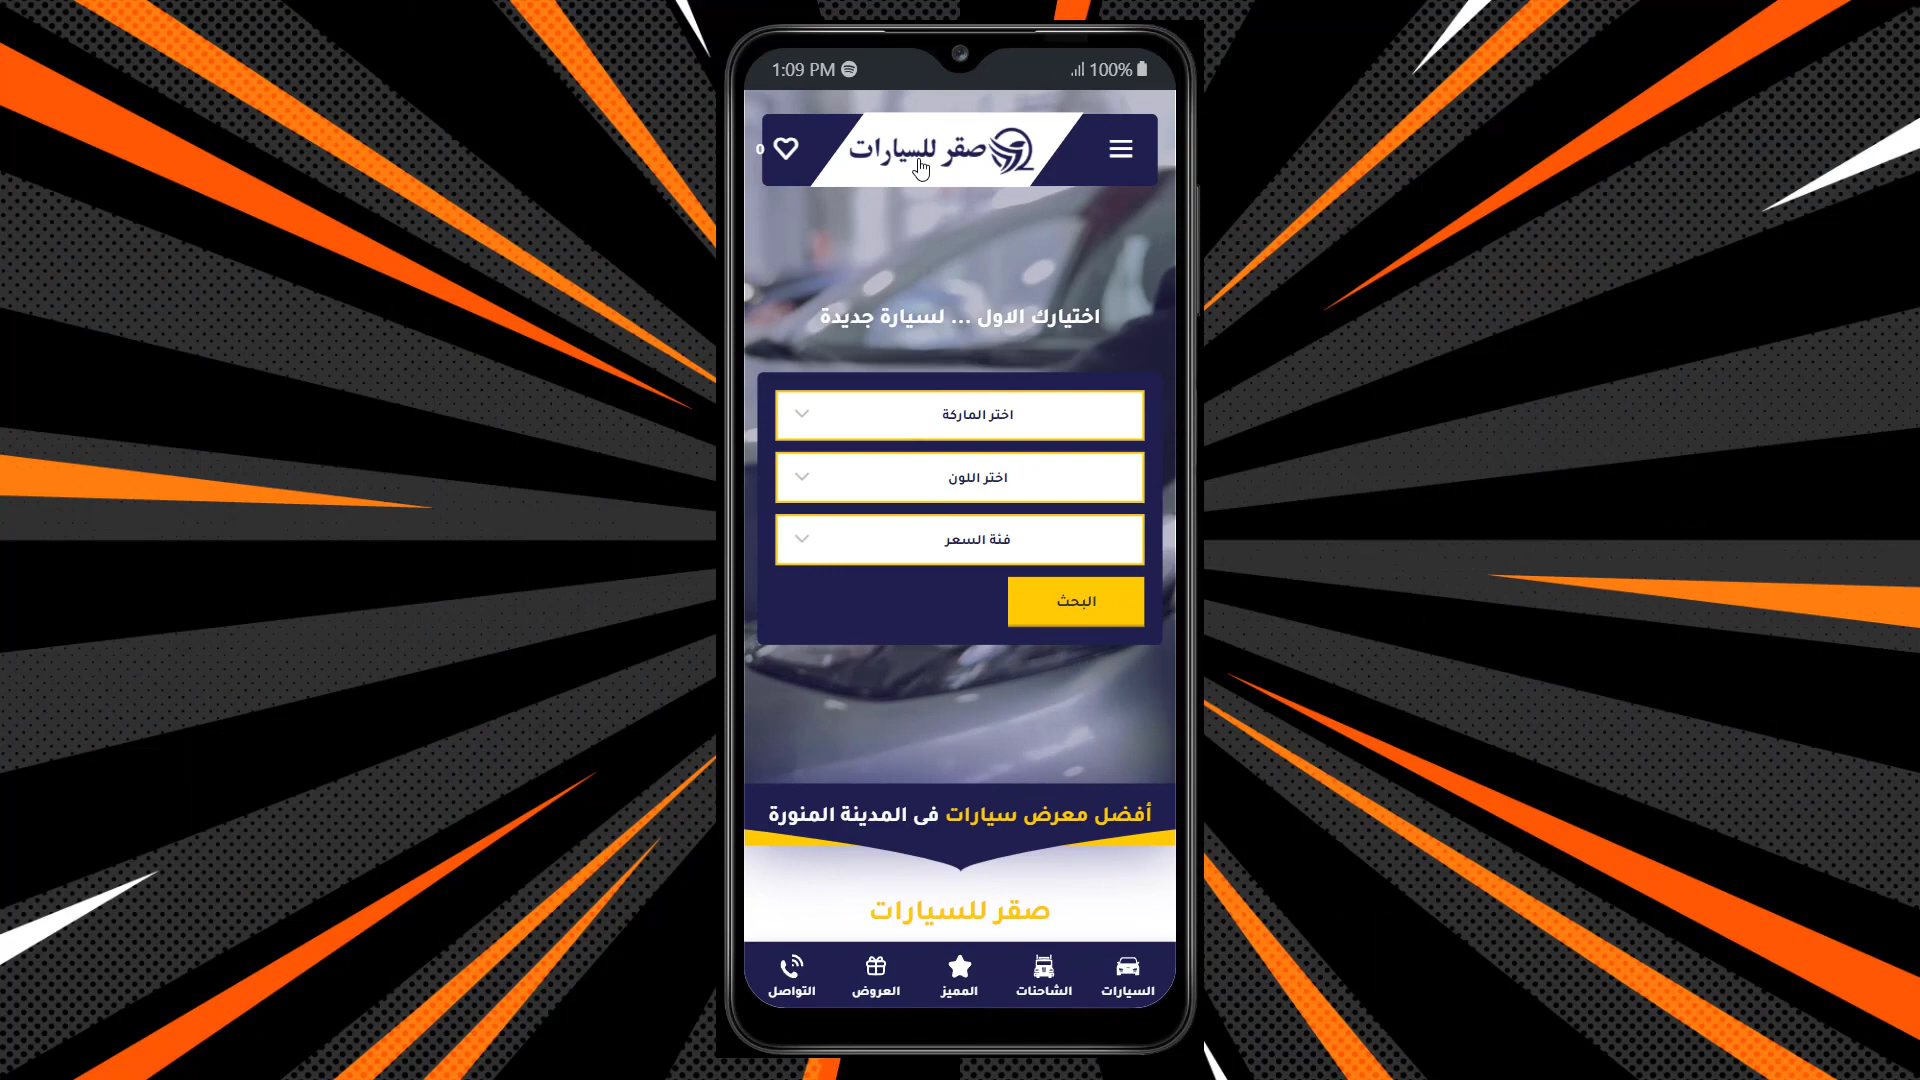 1:09 PM 100%
صقر للسيارات
0
اختيارك الاول ... لسيارة جديدة
اختر الماركة
اختر اللون
فئة السعر
البحث
أفضل معرض سيارات فى المدينة المنورة
صقر للسيارات
السيارات الشاحنات المميز العروض التواصل